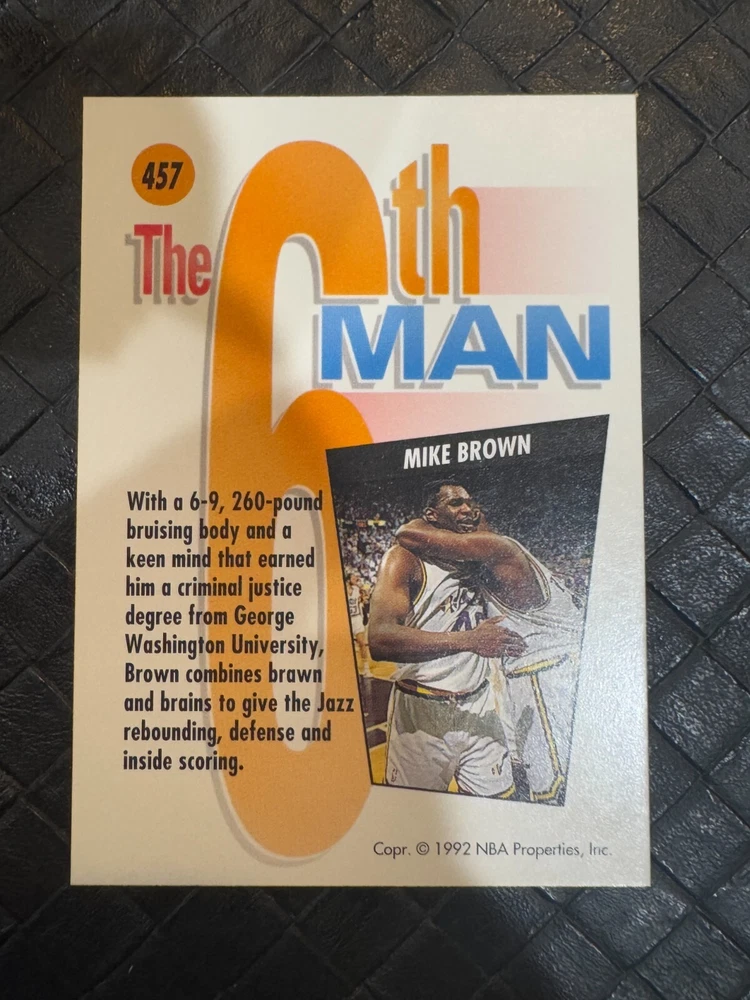 457
The 6th
MAN
MIKE BROWN
With a 6-9, 260-pound
bruising body and a
keen mind that earned
him a criminal justice
degree from George
Washington University,
Brown combines brawn
and brains to give the Jazz
rebounding, defense and
inside scoring.
Copr. © 1992 NBA Properties, Inc.